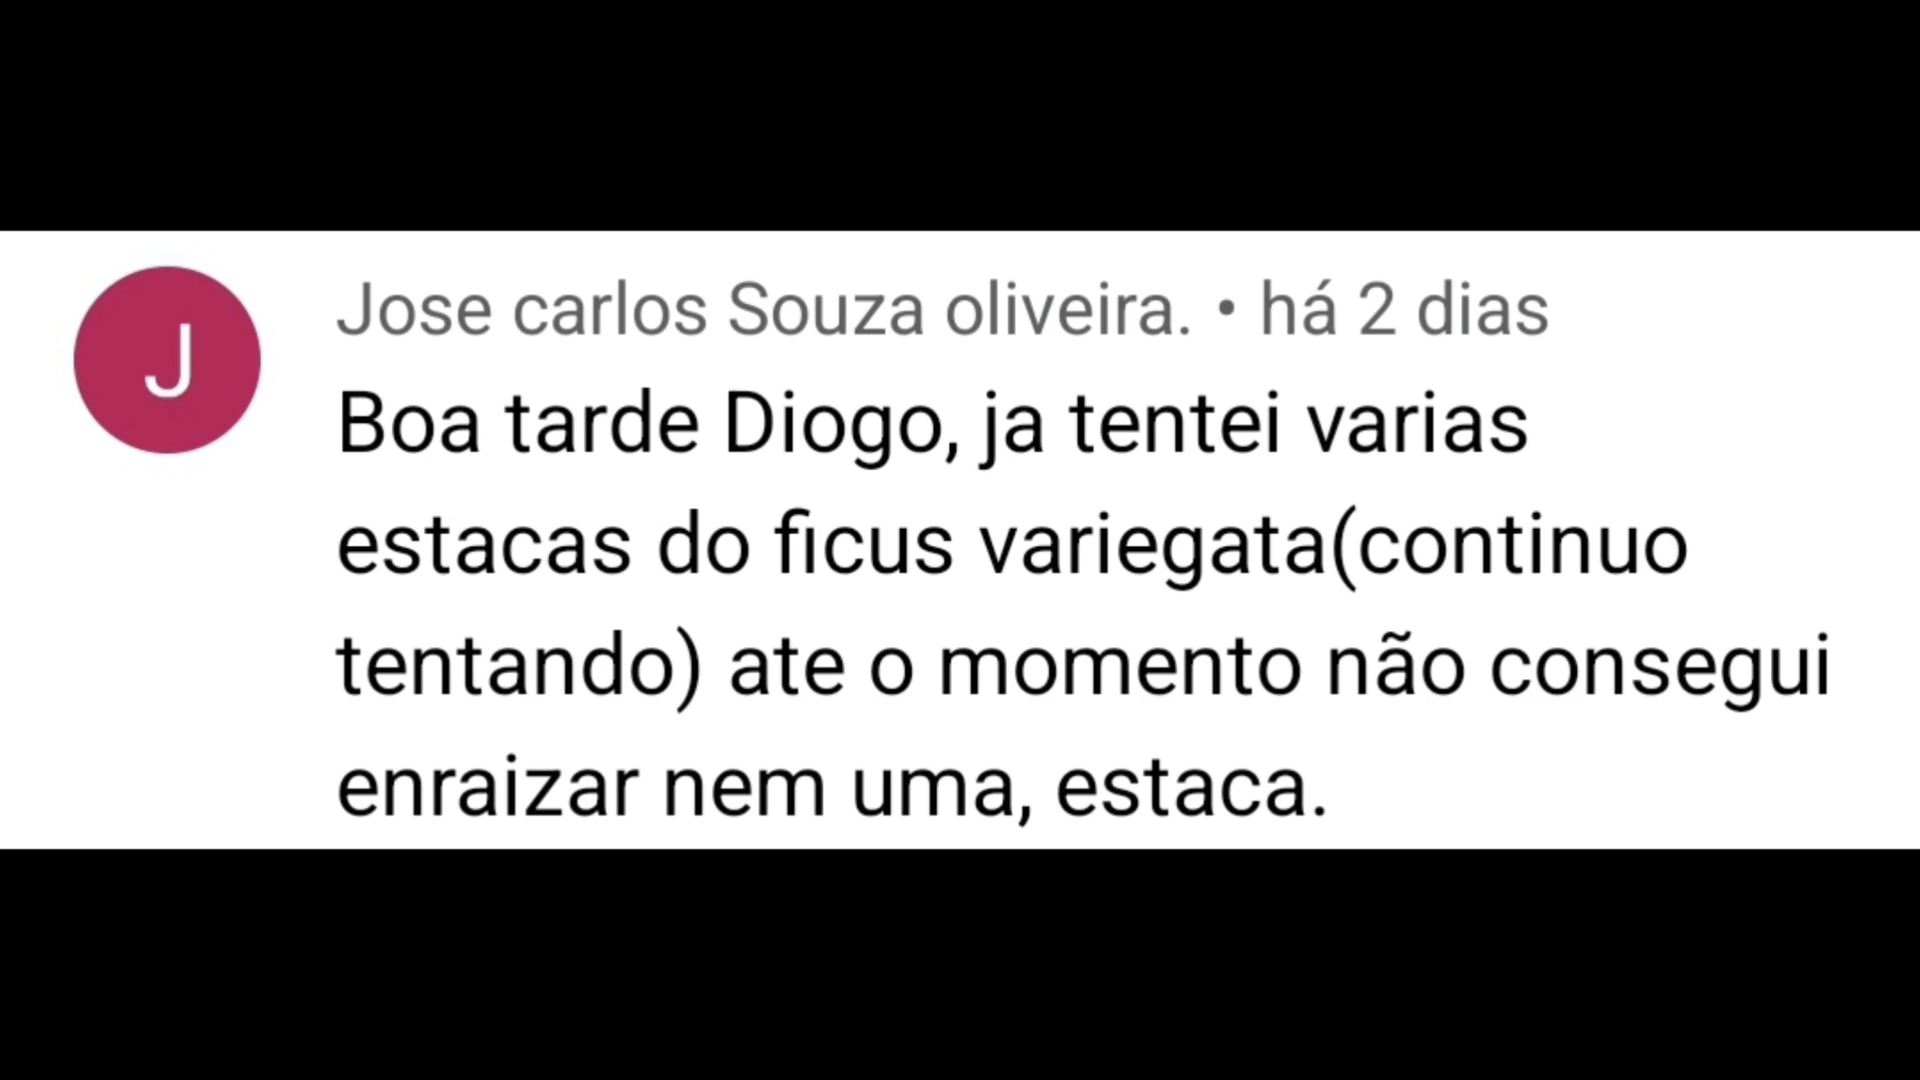 J
Jose carlos Souza oliveira. • há 2 dias
Boa tarde Diogo, ja tentei varias
estacas do ficus variegata(continuo
tentando) ate o momento não consegui
enraizar nem uma, estaca.